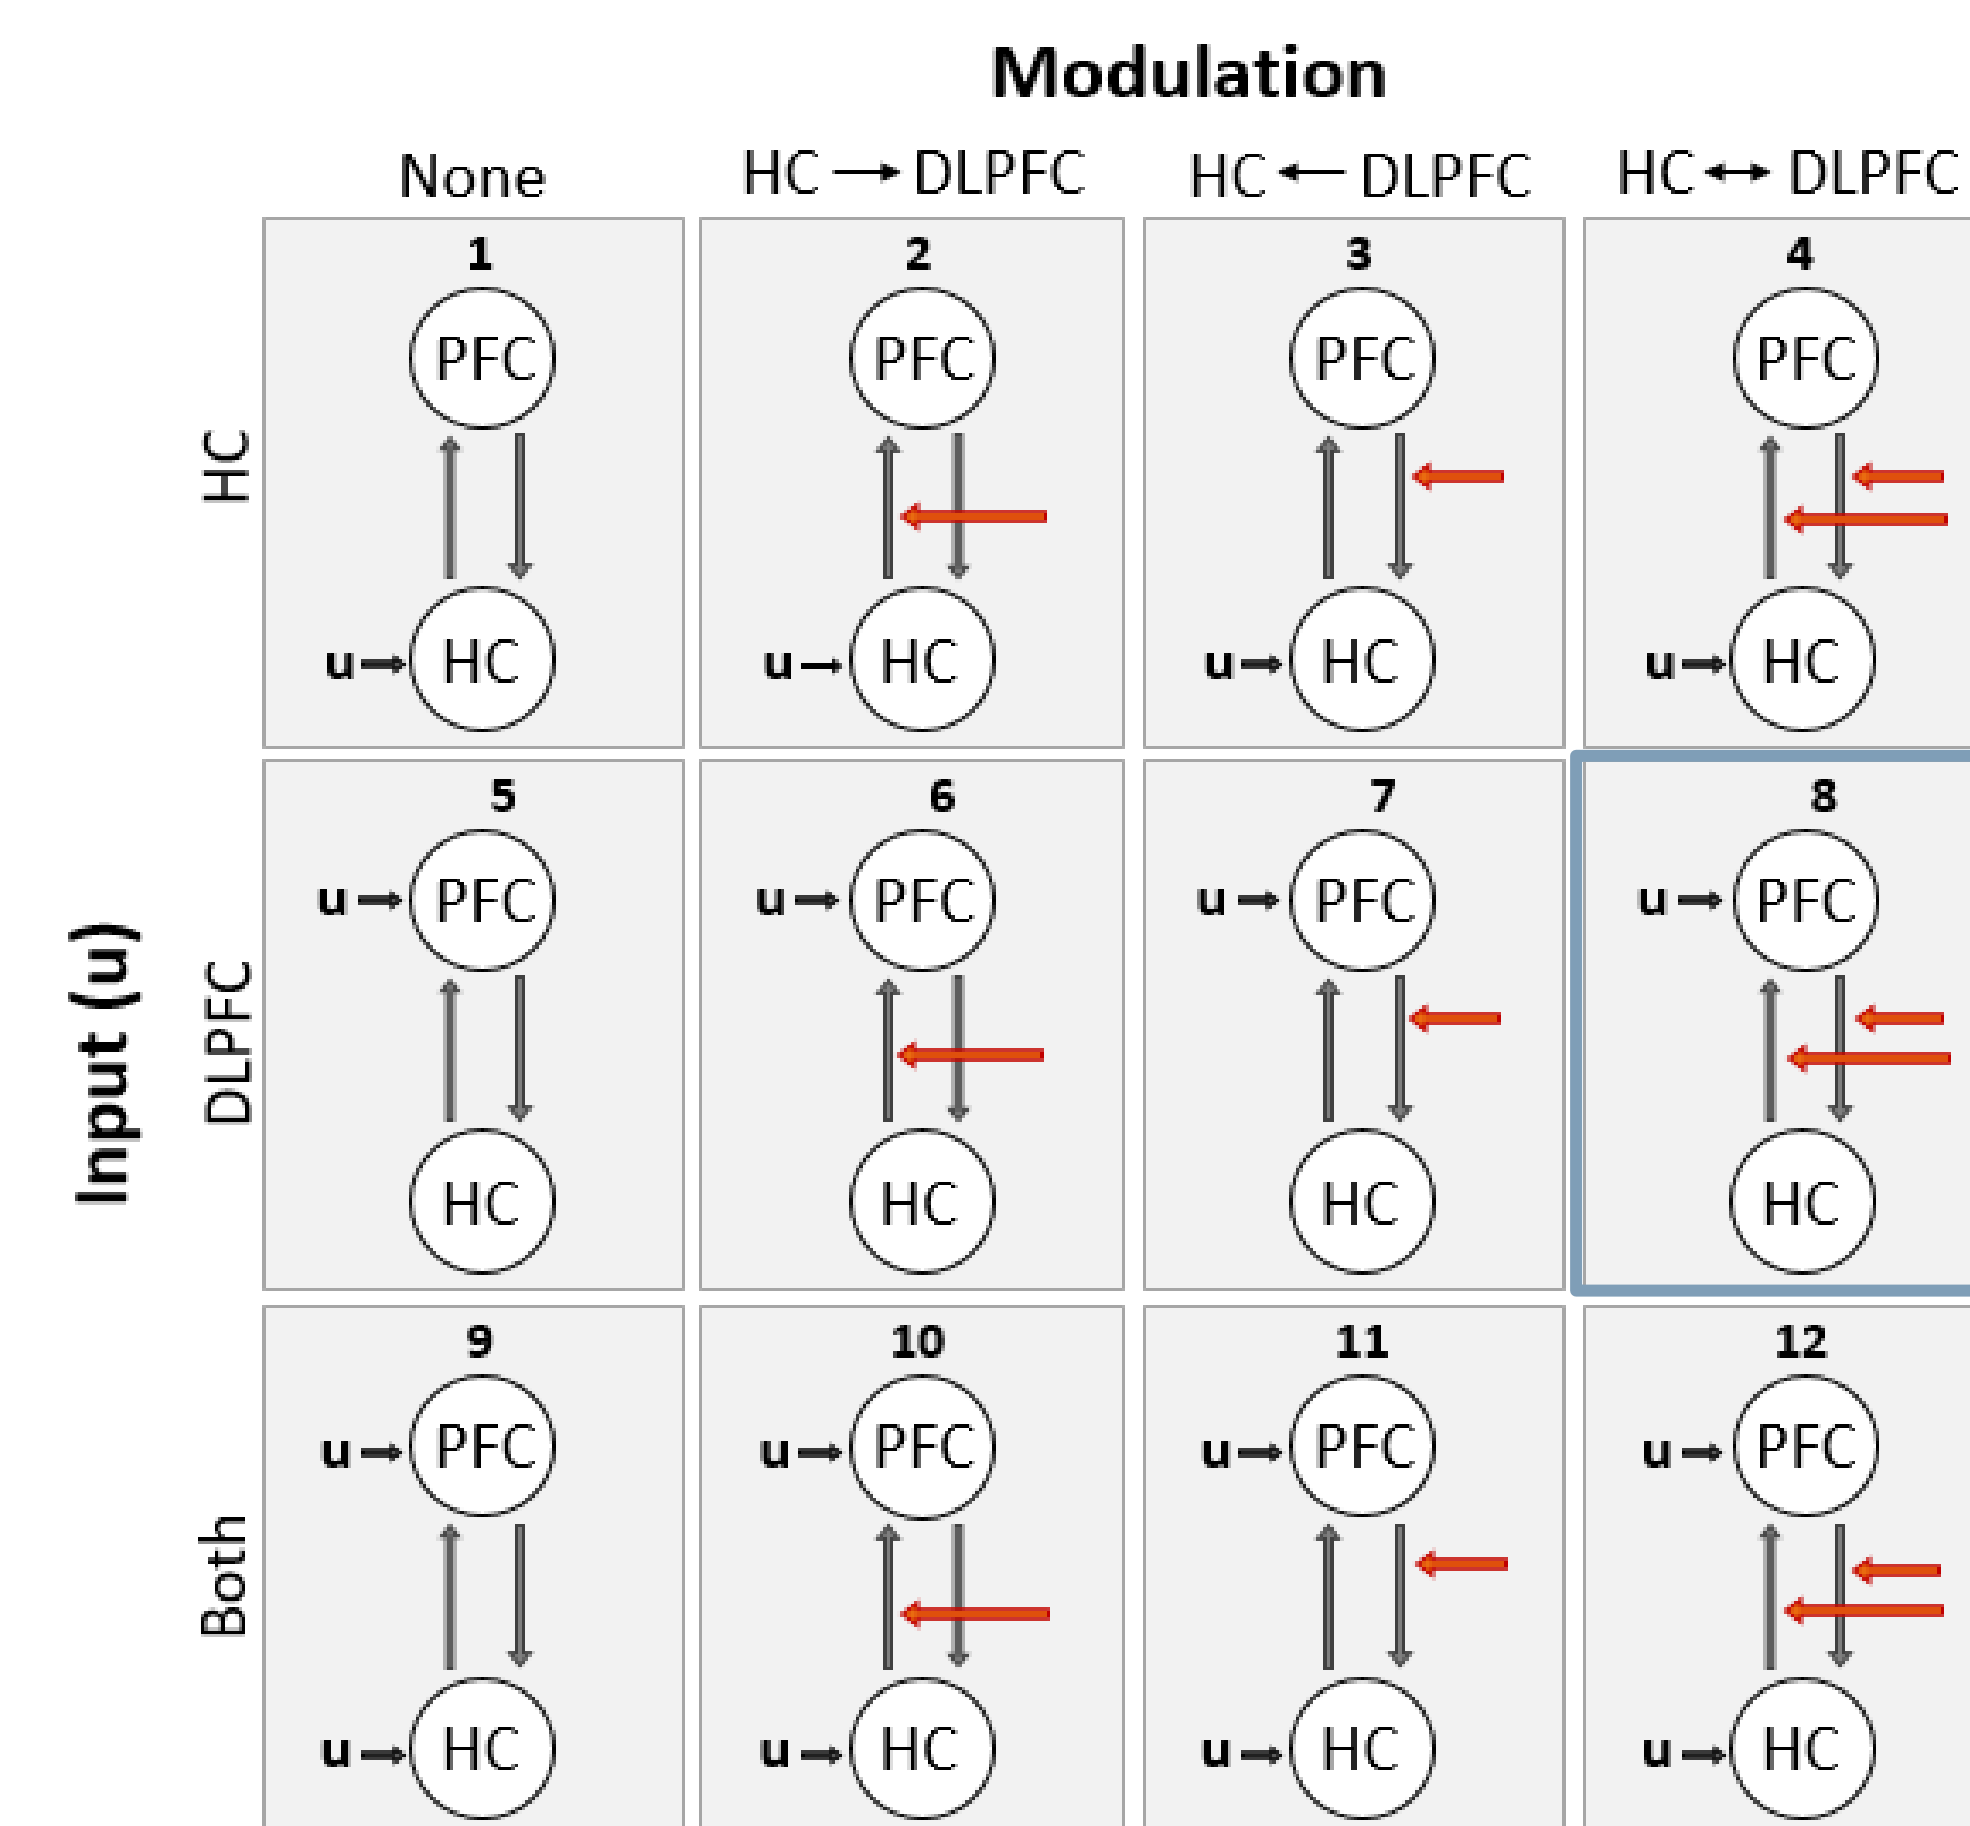 Modulation
None
HC → DLPFC
HC ← DLPFC
HC ↔ DLPFC
Input (u)
HC
1
PFC
u
HC
2
PFC
u
HC
3
PFC
u
HC
4
PFC
u
HC
DLPFC
5
u
PFC
HC
6
u
PFC
HC
7
u
PFC
HC
8
u
PFC
HC
Both
9
u
PFC
u
HC
10
u
PFC
u
HC
11
u
PFC
u
HC
12
u
PFC
u
HC